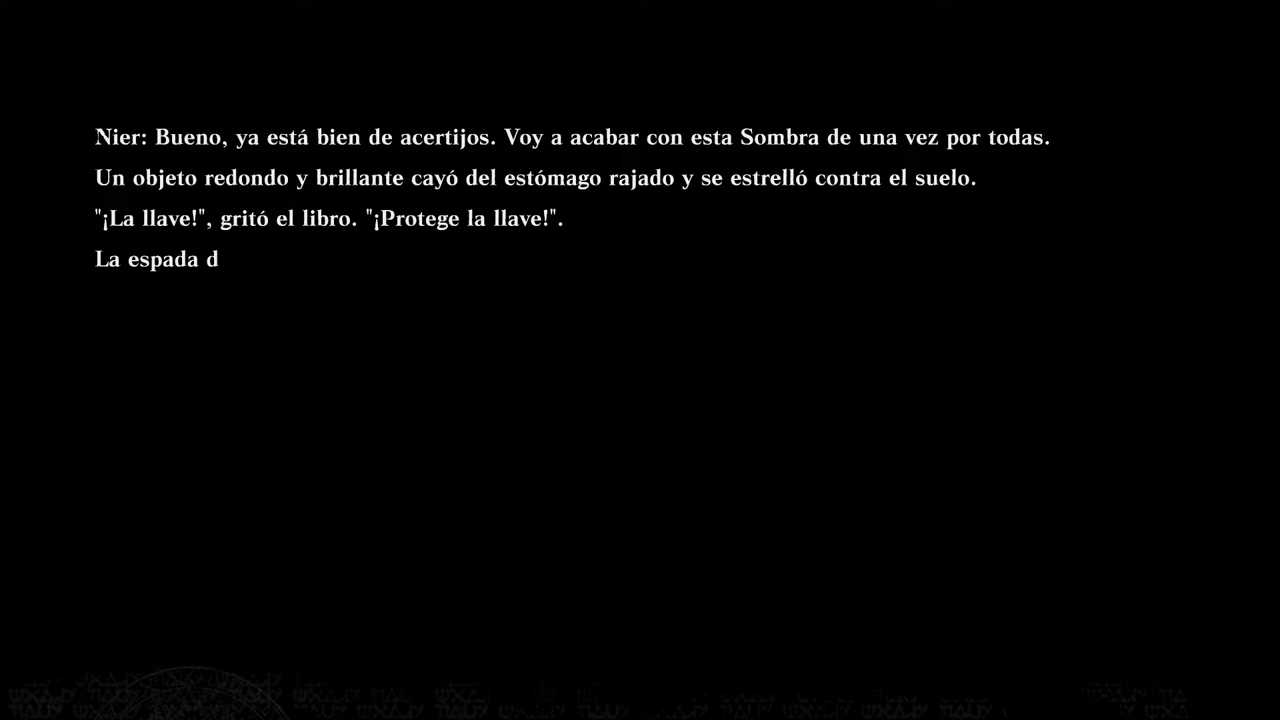 Nier: Bueno, ya está bien de acertijos. Voy a acabar con esta Sombra de una vez por todas.
Un objeto redondo y brillante cayó del estómago rajado y se estrelló contra el suelo.
"¡La llave!", gritó el libro. "¡Protege la llave!".
La espada d